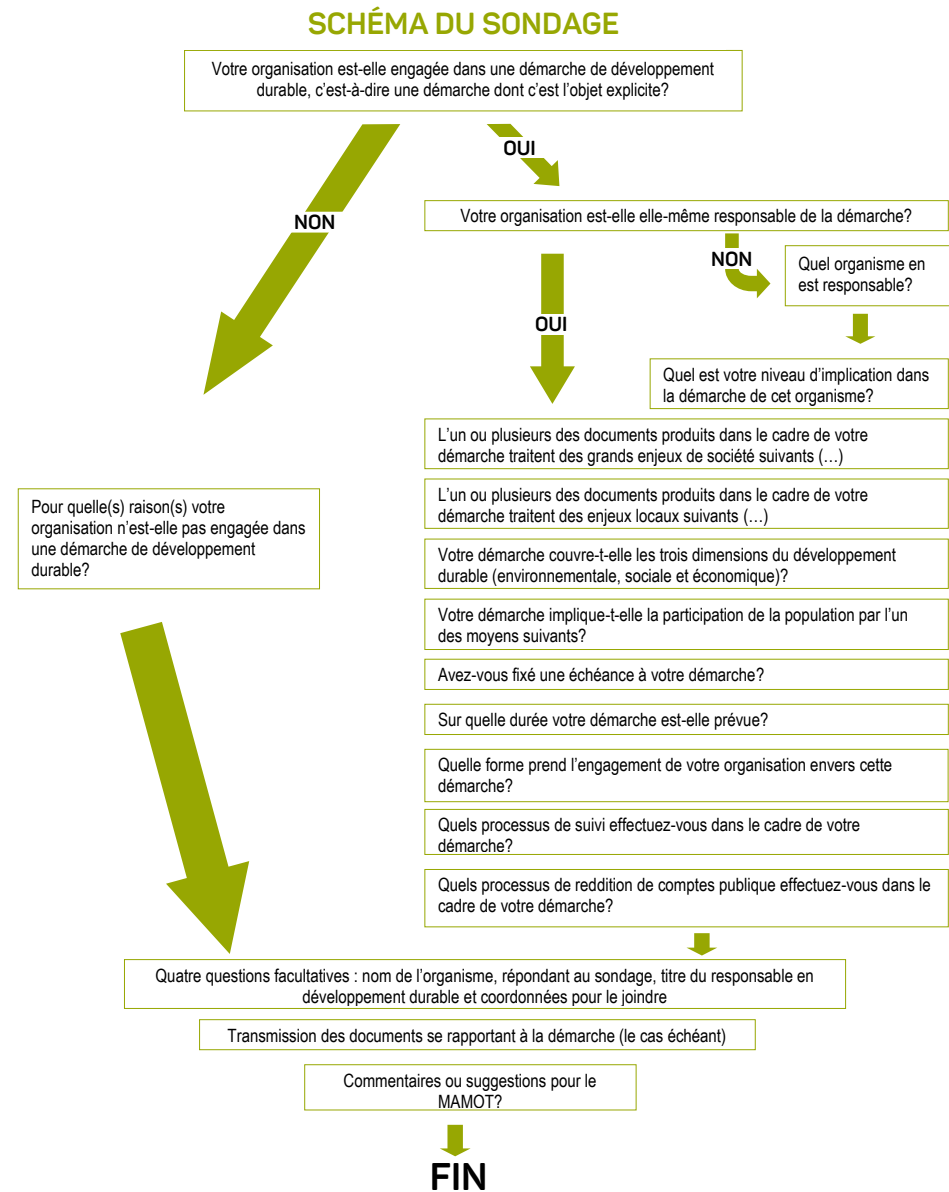 SCHÉMA DU SONDAGE
Votre organisation est-elle engagée dans une démarche de développement
durable, c'est-à-dire une démarche dont c'est l'objet explicite?
OUI
NON
Votre organisation est-elle elle-même responsable de la démarche?
NON
Quel organisme en
est responsable?
OUI
Quel est votre niveau d'implication dans
la démarche de cet organisme?
L'un ou plusieurs des documents produits dans le cadre de votre
démarche traitent des grands enjeux de société suivants (…)
L'un ou plusieurs des documents produits dans le cadre de votre
démarche traitent des enjeux locaux suivants (…)
Pour quelle(s) raison(s) votre
organisation n'est-elle pas engagée dans
une démarche de développement
durable?
Votre démarche couvre-t-elle les trois dimensions du développement
durable (environnementale, sociale et économique)?
Votre démarche implique-t-elle la participation de la population par l'un
des moyens suivants?
Avez-vous fixé une échéance à votre démarche?
Sur quelle durée votre démarche est-elle prévue?
Quelle forme prend l'engagement de votre organisation envers cette
démarche?
Quels processus de suivi effectuez-vous dans le cadre de votre
démarche?
Quels processus de reddition de comptes publique effectuez-vous dans le
cadre de votre démarche?
Quatre questions facultatives : nom de l'organisme, répondant au sondage, titre du responsable en
développement durable et coordonnées pour le joindre
Transmission des documents se rapportant à la démarche (le cas échéant)
Commentaires ou suggestions pour le
MAMOT?
FIN